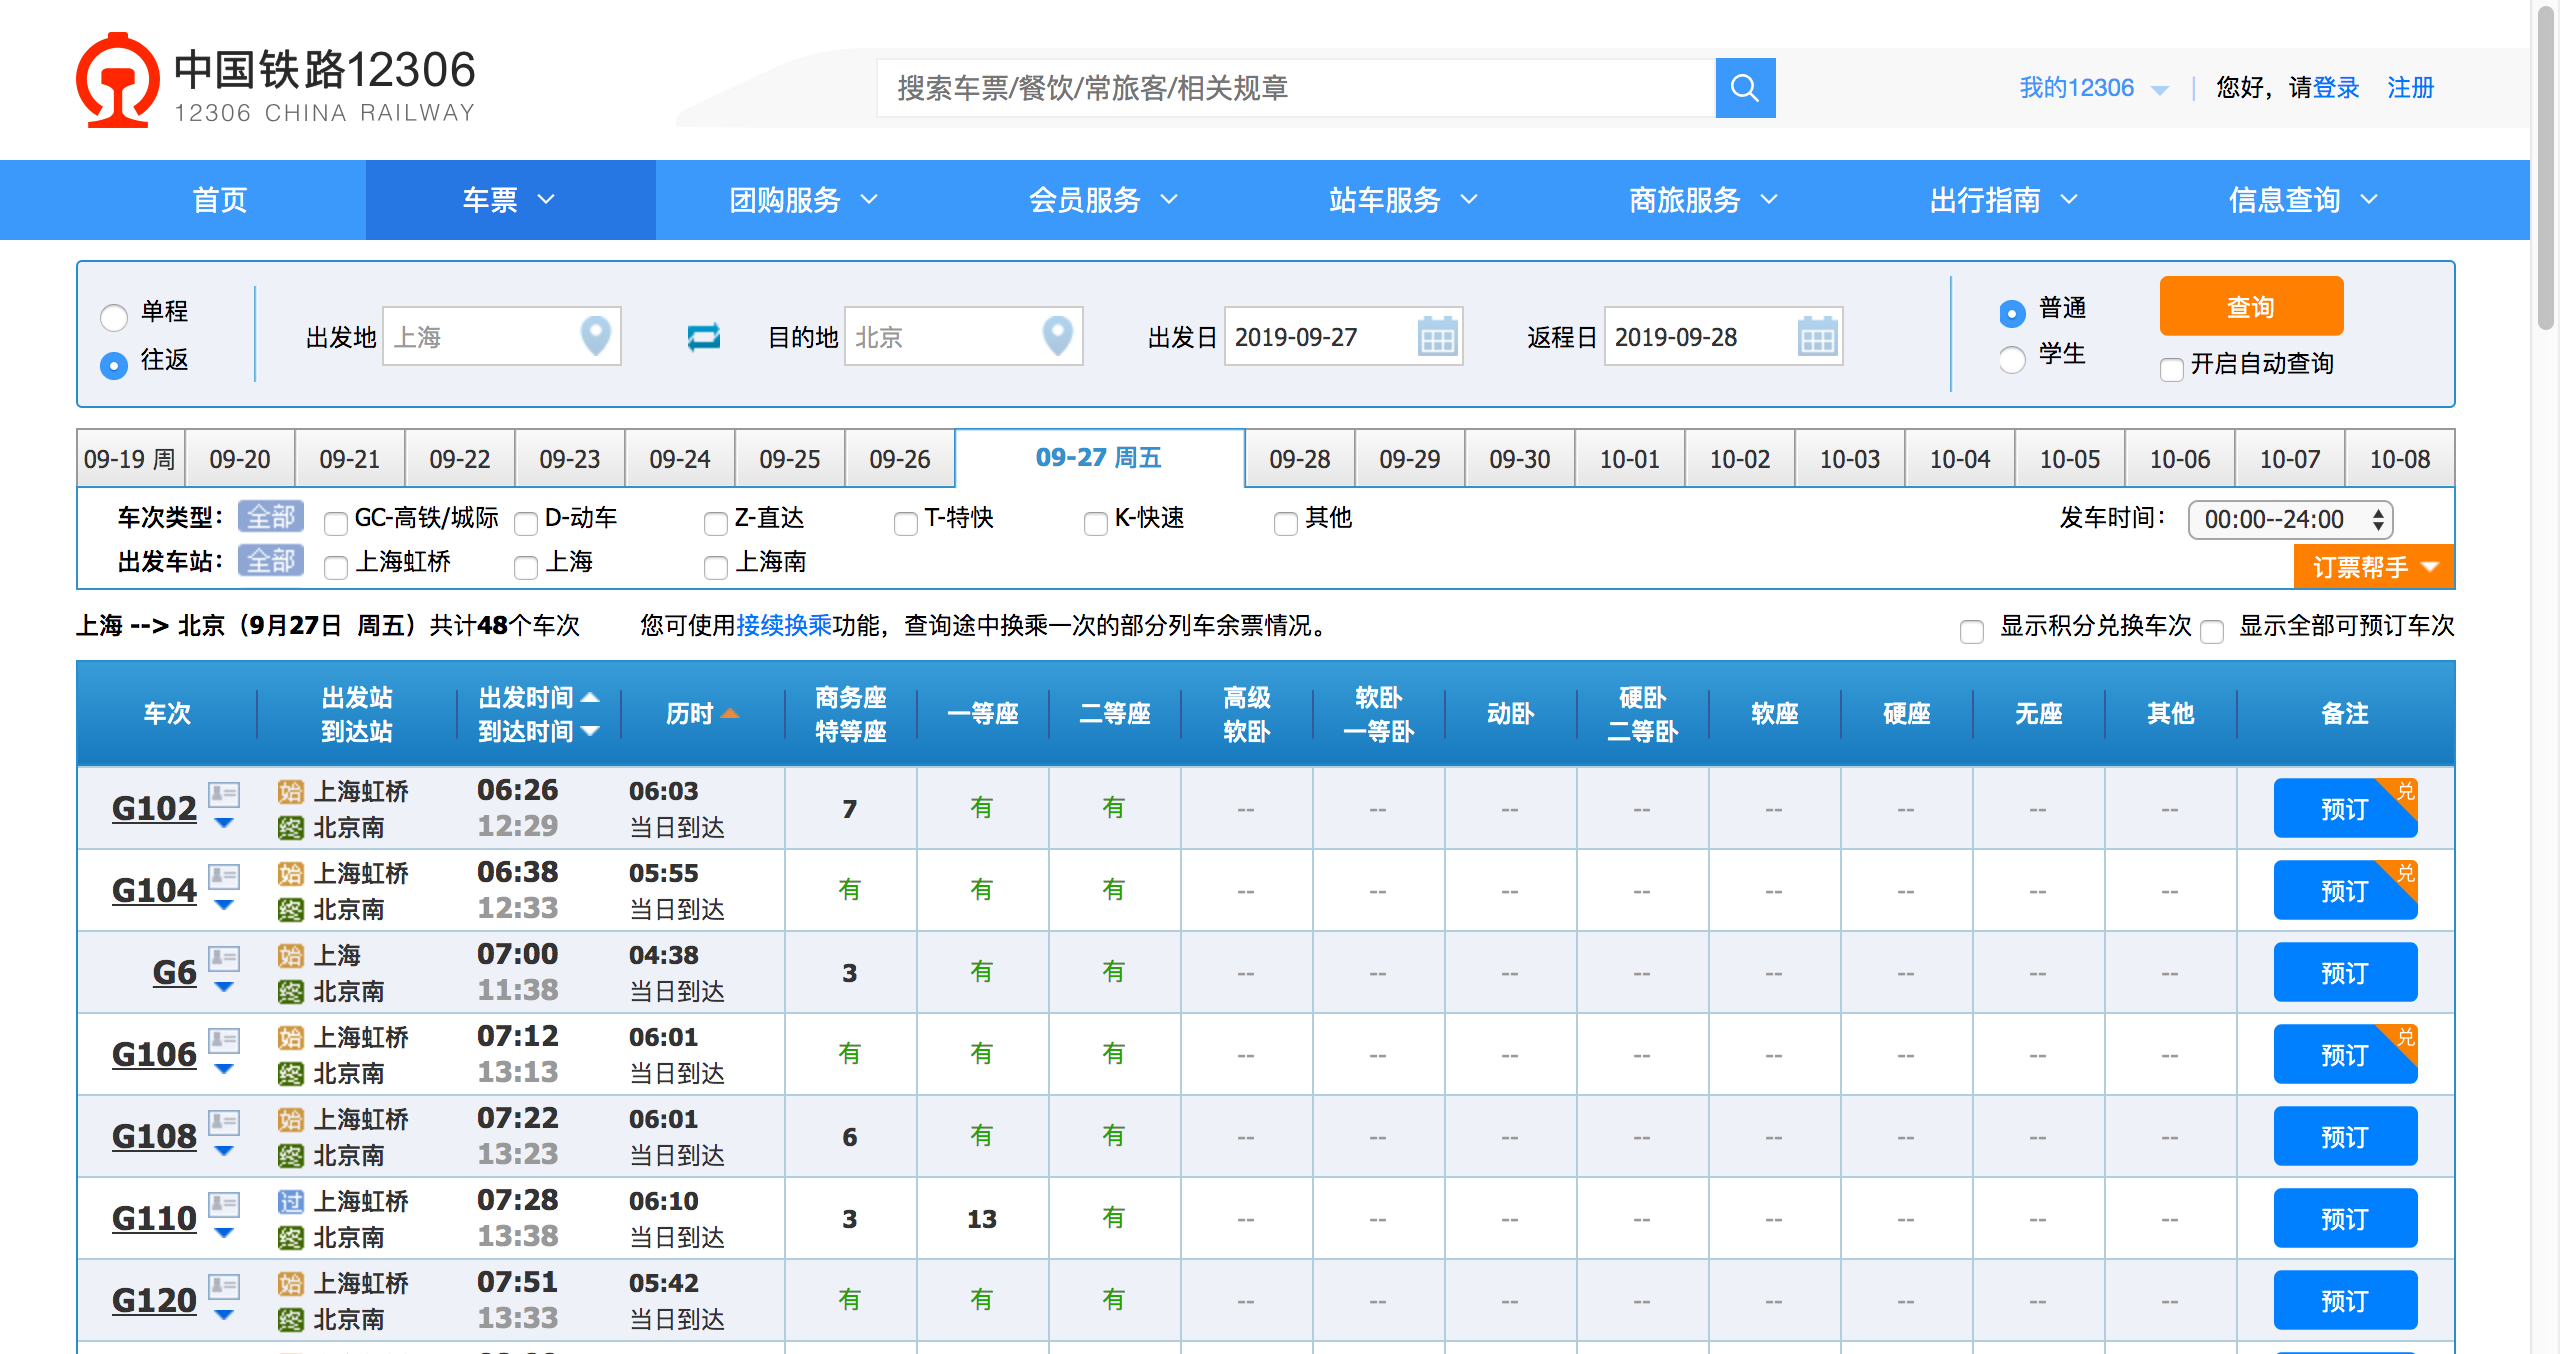 中国铁路12306
12306 CHINA RAILWAY
搜索车票/餐饮/常旅客/相关规章
我的12306 | 您好，请登录 注册
首页 车票 团购服务 会员服务 站车服务 商旅服务 出行指南 信息查询
单程
往返
出发地 上海 目的地 北京 出发日 2019-09-27 返程日 2019-09-28
普通
学生
查询
开启自动查询
09-19 周 09-20 09-21 09-22 09-23 09-24 09-25 09-26 09-27 周五 09-28 09-29 09-30 10-01 10-02 10-03 10-04 10-05 10-06 10-07 10-08
车次类型： 全部 GC-高铁/城际 D-动车 Z-直达 T-特快 K-快速 其他 发车时间： 00:00--24:00
出发车站： 全部 上海虹桥 上海 上海南
订票帮手
上海 --> 北京（9月27日 周五）共计48个车次 您可使用接续换乘功能，查询途中换乘一次的部分列车余票情况。 显示积分兑换车次 显示全部可预订车次
车次 出发站 到达站 出发时间 到达时间 历时 商务座 特等座 一等座 二等座 高级 软卧 软卧 一等卧 动卧 硬卧 二等卧 软座 硬座 无座 其他 备注
G102 始 上海虹桥 06:26 06:03 7 有 有 -- -- -- -- -- -- -- -- 预订 兑
终 北京南 12:29 当日到达
G104 始 上海虹桥 06:38 05:55 有 有 有 -- -- -- -- -- -- -- -- 预订 兑
终 北京南 12:33 当日到达
G6 始 上海 07:00 04:38 3 有 有 -- -- -- -- -- -- -- -- 预订
终 北京南 11:38 当日到达
G106 始 上海虹桥 07:12 06:01 有 有 有 -- -- -- -- -- -- -- -- 预订 兑
终 北京南 13:13 当日到达
G108 始 上海虹桥 07:22 06:01 6 有 有 -- -- -- -- -- -- -- -- 预订
终 北京南 13:23 当日到达
G110 过 上海虹桥 07:28 06:10 3 13 有 -- -- -- -- -- -- -- -- 预订
终 北京南 13:38 当日到达
G120 始 上海虹桥 07:51 05:42 有 有 有 -- -- -- -- -- -- -- -- 预订
终 北京南 13:33 当日到达